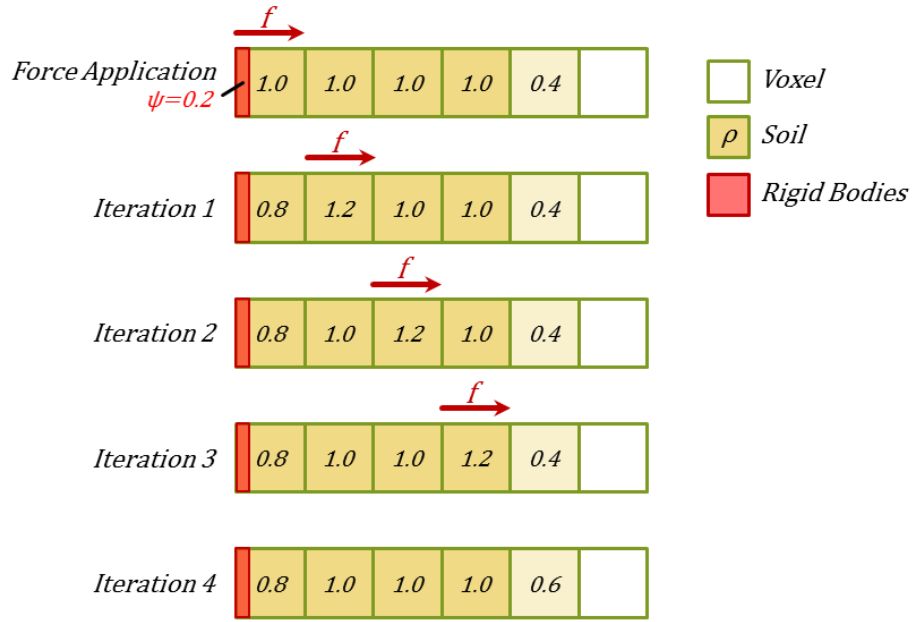 f
Force Application
ψ=0.2
1.0 1.0 1.0 1.0 0.4
f
Iteration 1
0.8 1.2 1.0 1.0 0.4
f
Iteration 2
0.8 1.0 1.2 1.0 0.4
f
Iteration 3
0.8 1.0 1.0 1.2 0.4
Iteration 4
0.8 1.0 1.0 1.0 0.6
Voxel
ρ Soil
Rigid Bodies